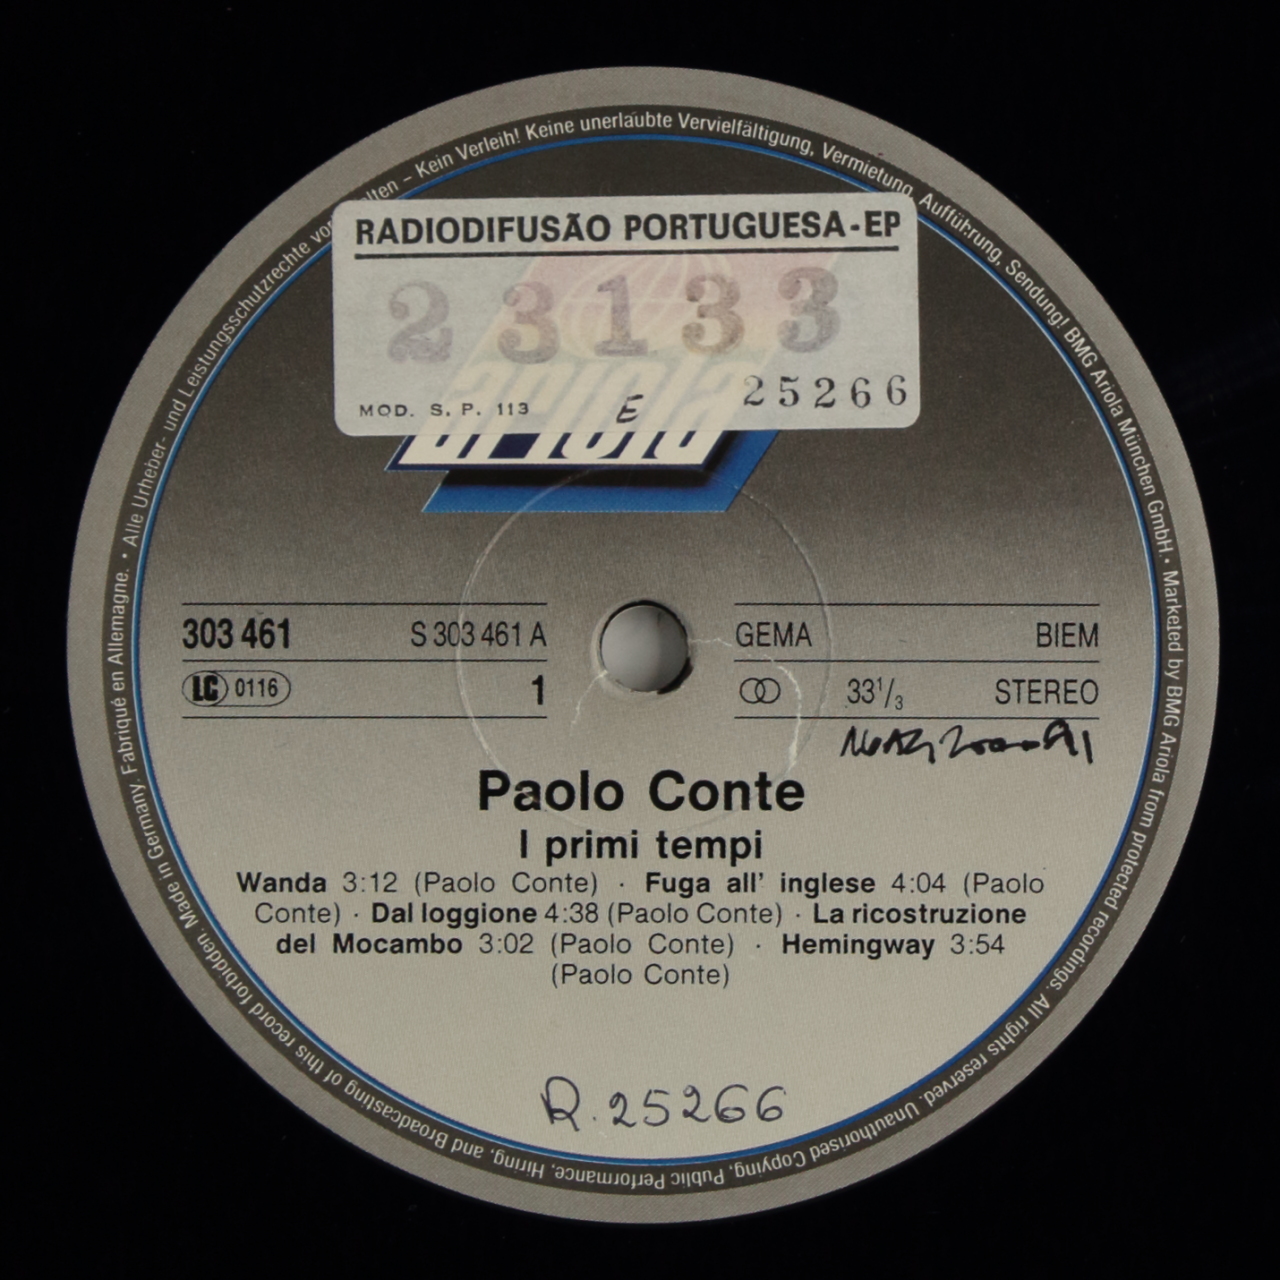 Alle Urheber- und Leistungsschutzrechte vor
lten – Kein Verleih! Keine unerlaubte Vervielfältigung, Vermietung, Aufführung, Sendung! BMG Ariola München GmbH. • Marketed by BMG Ariola from protected recordings. All rights reserved. Unauthorised Copying, Public Performance, Hiring, and Broadcasting of this record forbidden. Made in Germany. Fabriqué en Allemagne. •
RADIODIFUSÃO PORTUGUESA-EP
23133
25266
MOD. S. P. 113 E
ariola
303 461 S 303 461 A
GEMA BIEM
LC 0116 1
33 1/3 STEREO
Paolo Conte
I primi tempi
Wanda 3:12 (Paolo Conte) · Fuga all' inglese 4:04 (Paolo
Conte) · Dal loggione 4:38 (Paolo Conte) · La ricostruzione
del Mocambo 3:02 (Paolo Conte) · Hemingway 3:54
(Paolo Conte)
R. 25266